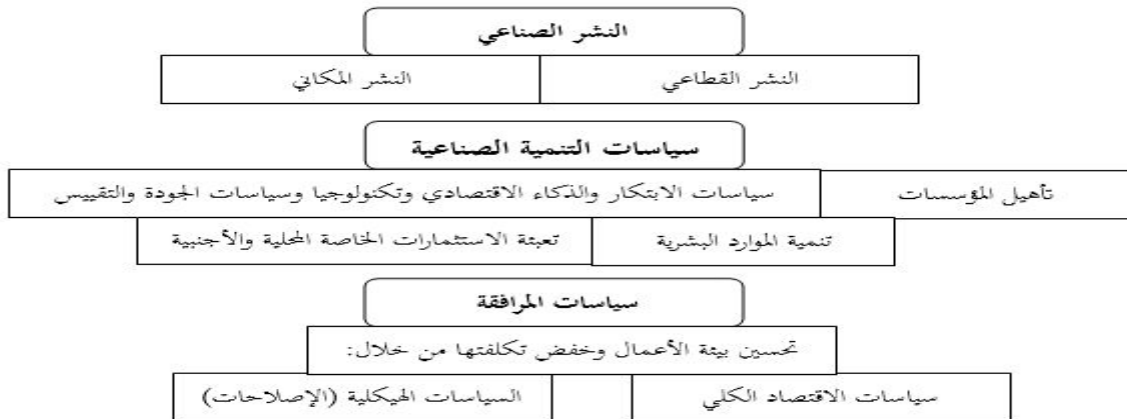 النشر الصناعي
النشر القطاعي
النشر المكاني
سياسات التنمية الصناعية
تأهيل المؤسسات
سياسات الابتكار والذكاء الاقتصادي وتكنولوجيا وسياسات الجودة والتقييس
تنمية الموارد البشرية
تعبئة الاستثمارات الخاصة المحلية والأجنبية
سياسات المرافقة
تحسين بيئة الأعمال وخفض تكلفتها من خلال:
سياسات الاقتصاد الكلي
السياسات الهيكلية (الإصلاحات)